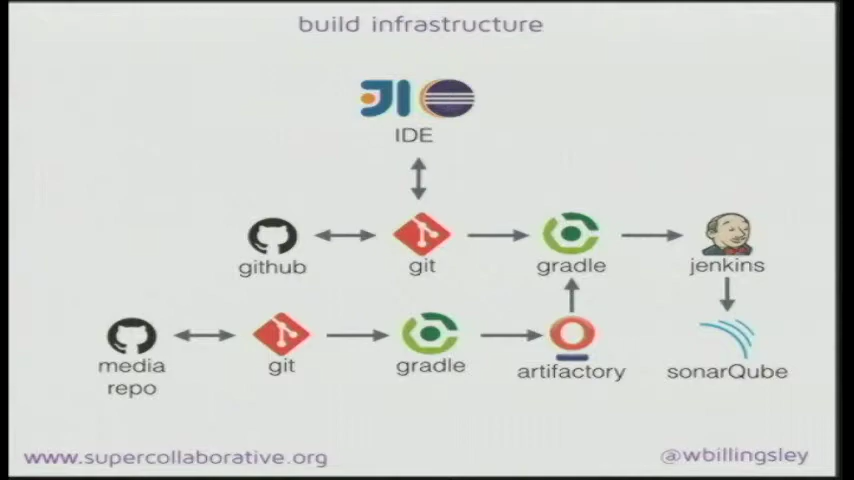 build infrastructure
IDE
github
git
gradle
jenkins
media
repo
git
gradle
artifactory
sonarQube
www.supercollaborative.org
@wbillingsley